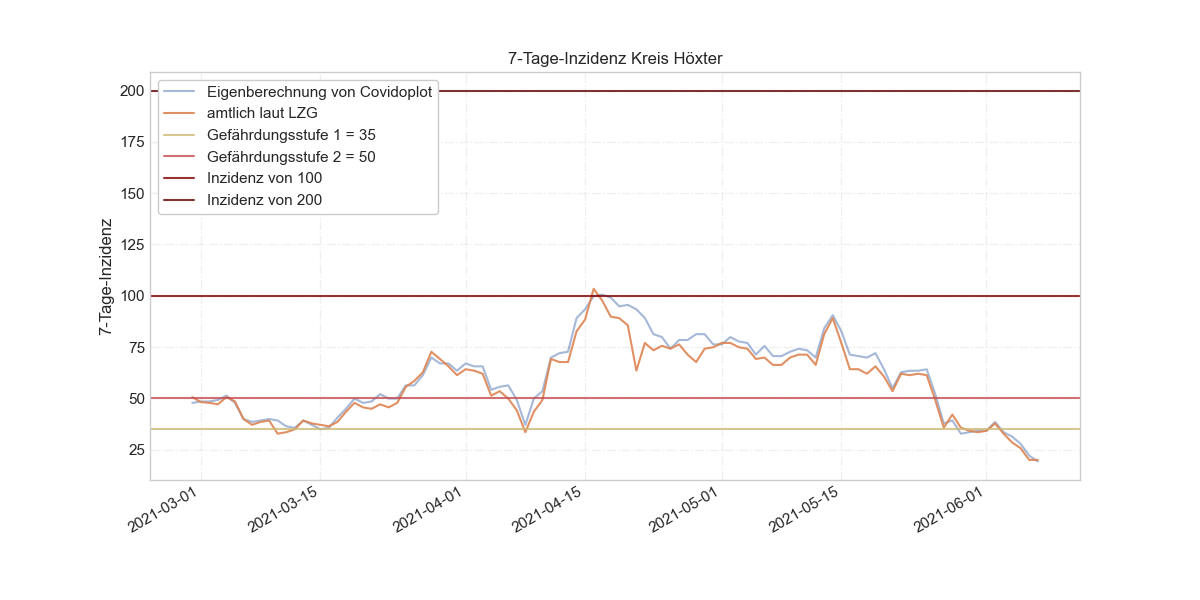 7-Tage-Inzidenz Kreis Höxter
Eigenberechnung von Covidoplot
amtlich laut LZG
Gefährdungsstufe 1 = 35
Gefährdungsstufe 2 = 50
Inzidenz von 100
Inzidenz von 200
7-Tage-Inzidenz
200
175
150
125
100
75
50
25
2021-03-01
2021-03-15
2021-04-01
2021-04-15
2021-05-01
2021-05-15
2021-06-01